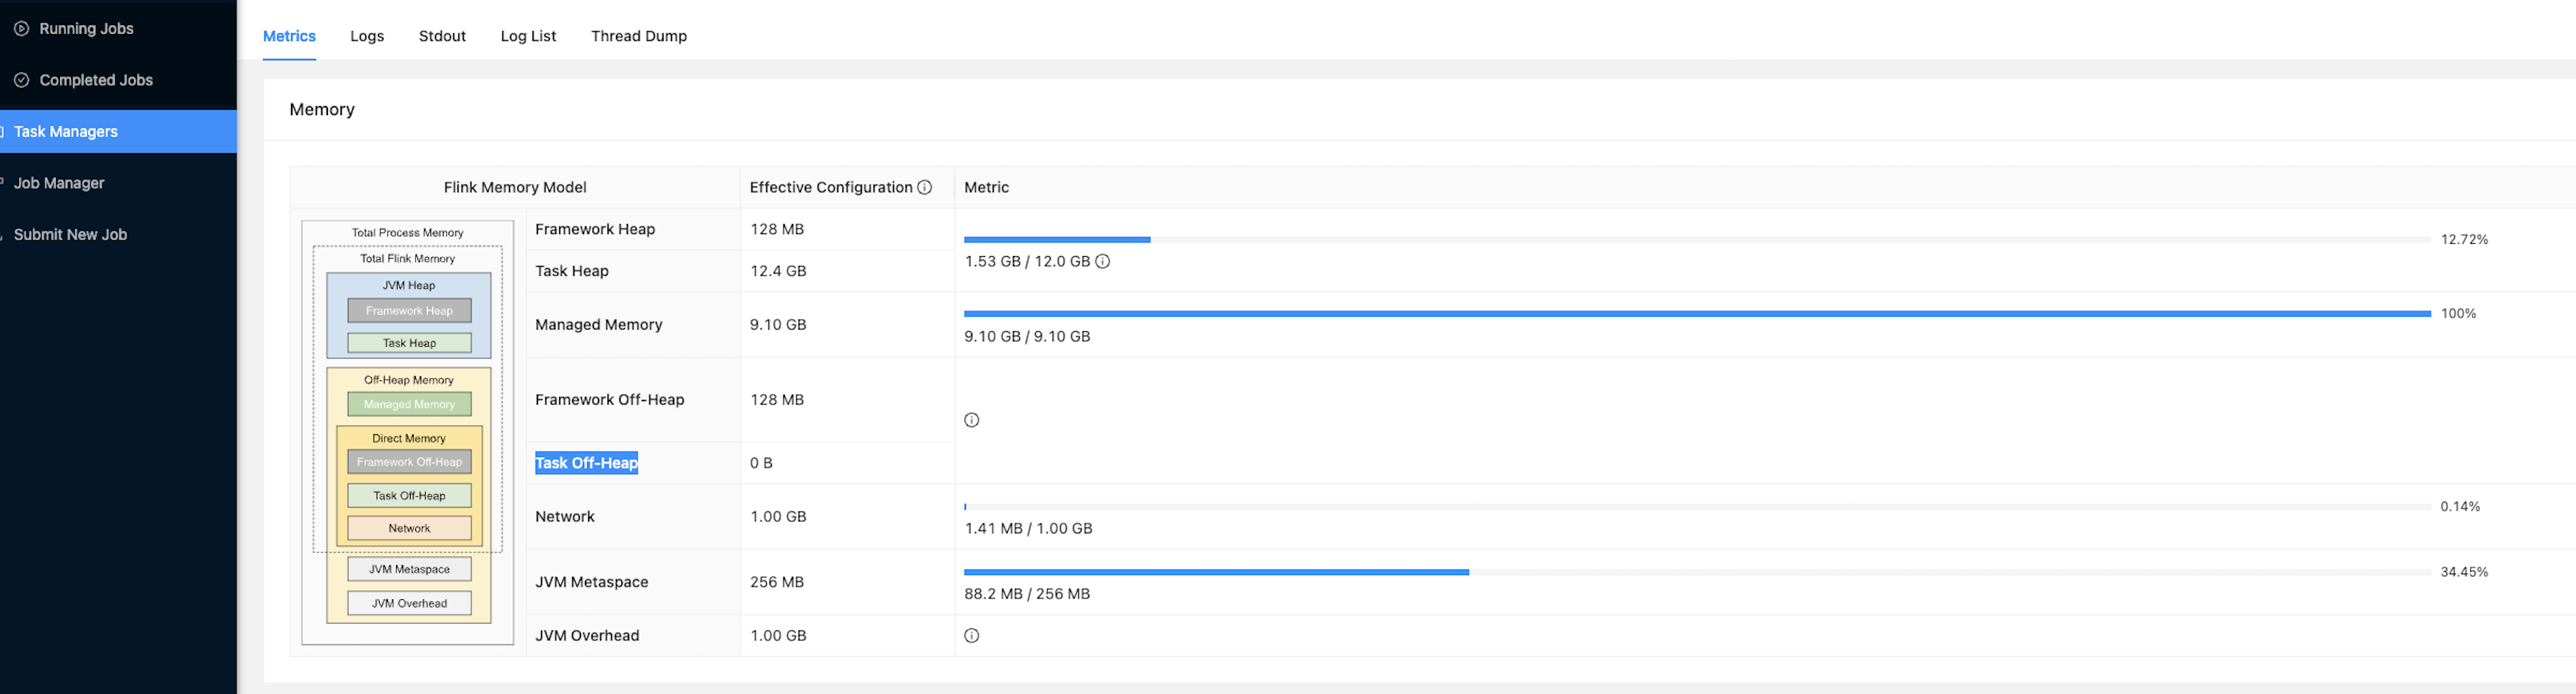 Running Jobs
Completed Jobs
Task Managers
Job Manager
Submit New Job
Metrics Logs Stdout Log List Thread Dump
Memory
Flink Memory Model Effective Configuration Metric
Total Process Memory
Total Flink Memory
JVM Heap
Framework Heap
Task Heap
Off-Heap Memory
Managed Memory
Direct Memory
Framework Off-Heap
Task Off-Heap
Network
JVM Metaspace
JVM Overhead
Framework Heap 128 MB
12.72%
1.53 GB / 12.0 GB
Task Heap 12.4 GB
100%
Managed Memory 9.10 GB
9.10 GB / 9.10 GB
Framework Off-Heap 128 MB
Task Off-Heap 0 B
0.14%
Network 1.00 GB
1.41 MB / 1.00 GB
34.45%
JVM Metaspace 256 MB
88.2 MB / 256 MB
JVM Overhead 1.00 GB